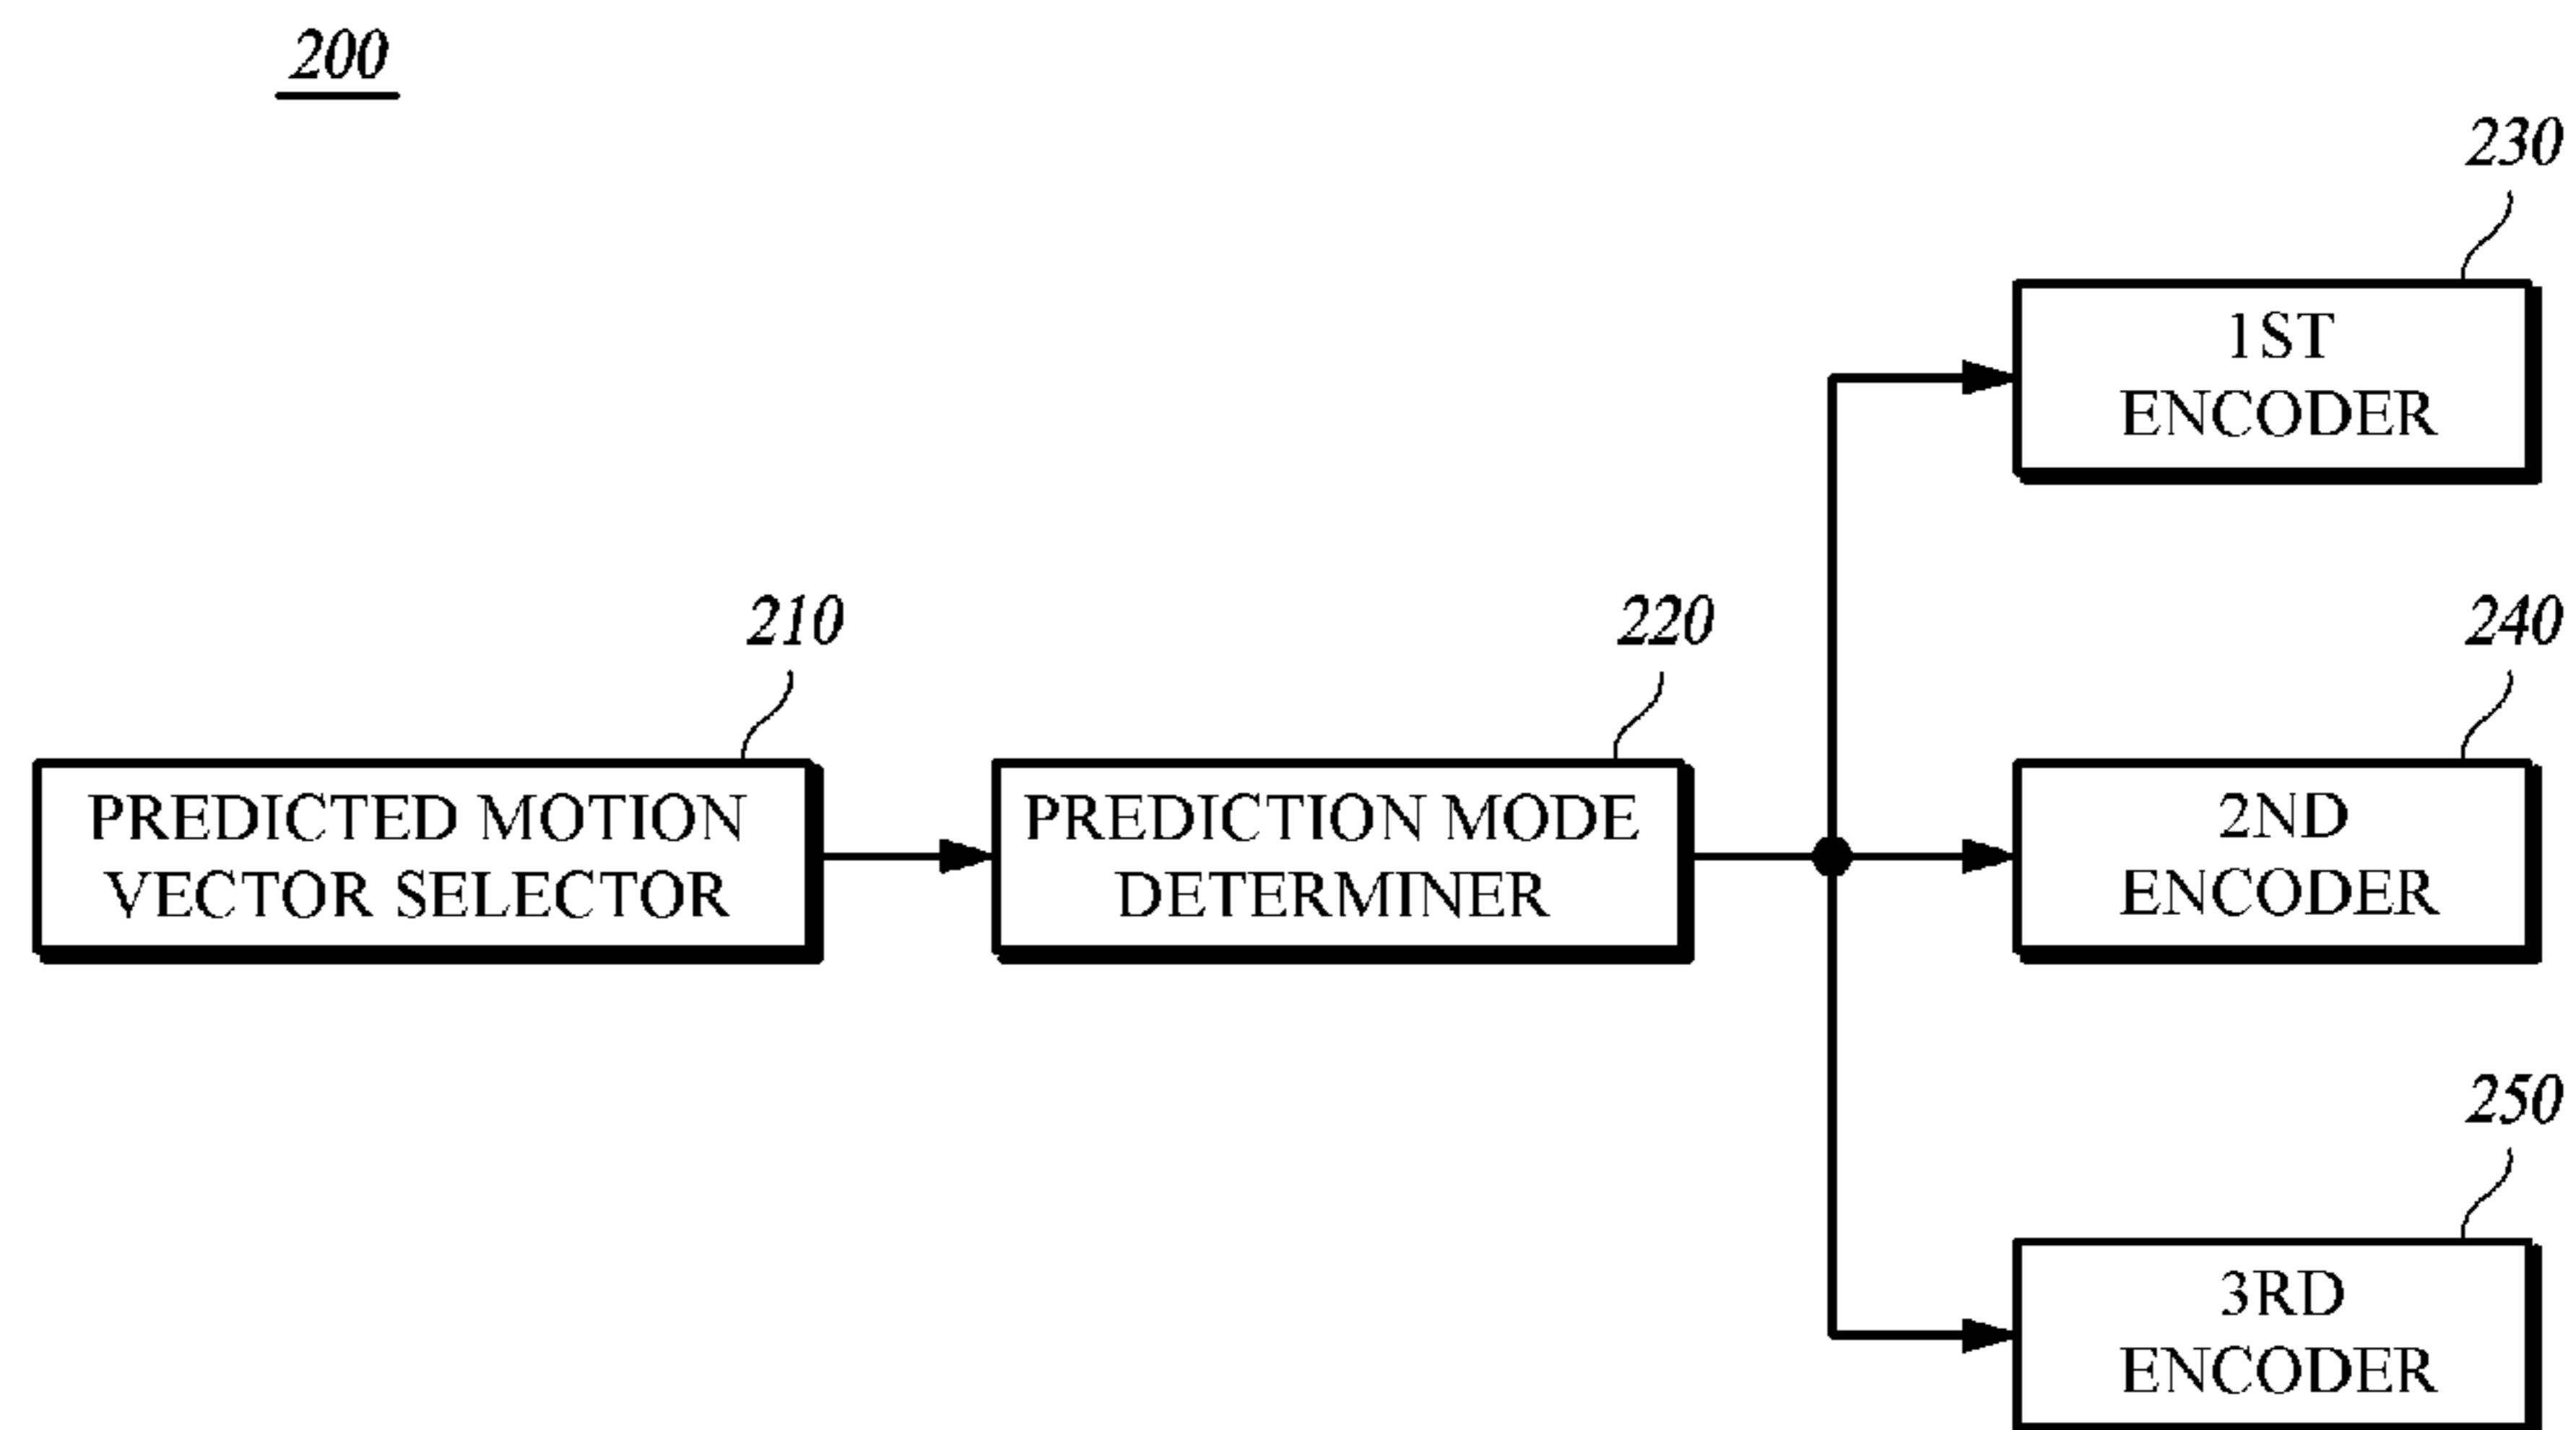 200
230
1ST
ENCODER
210
220
240
PREDICTED MOTION
VECTOR SELECTOR
PREDICTION MODE
DETERMINER
2ND
ENCODER
250
3RD
ENCODER